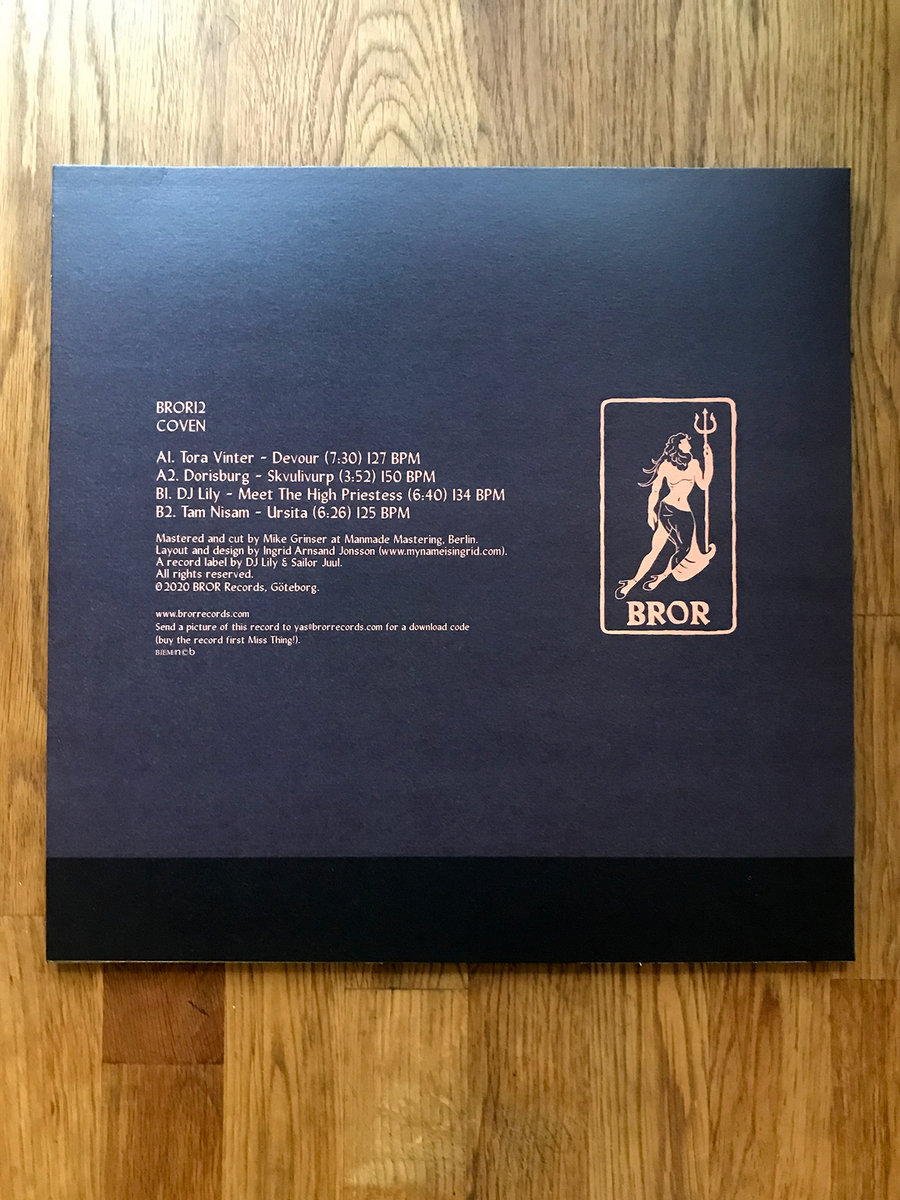 BROR12
COVEN
A1. Tora Vinter - Devour (7:30) 127 BPM
A2. Dorisburg - Skvulivurp (3:52) 150 BPM
B1. DJ Lily - Meet The High Priestess (6:40) 134 BPM
B2. Tam Nisam - Ursita (6:26) 125 BPM
Mastered and cut by Mike Grinser at Manmade Mastering, Berlin.
Layout and design by Ingrid Arnsand Jonsson (www.mynameisingrid.com).
A record label by DJ Lily & Sailor Juul.
All rights reserved.
©2020 BROR Records, Göteborg.
www.brorrecords.com
Send a picture of this record to yas@brorrecords.com for a download code
(buy the record first Miss Thing!).
BIEM/n©b
BROR